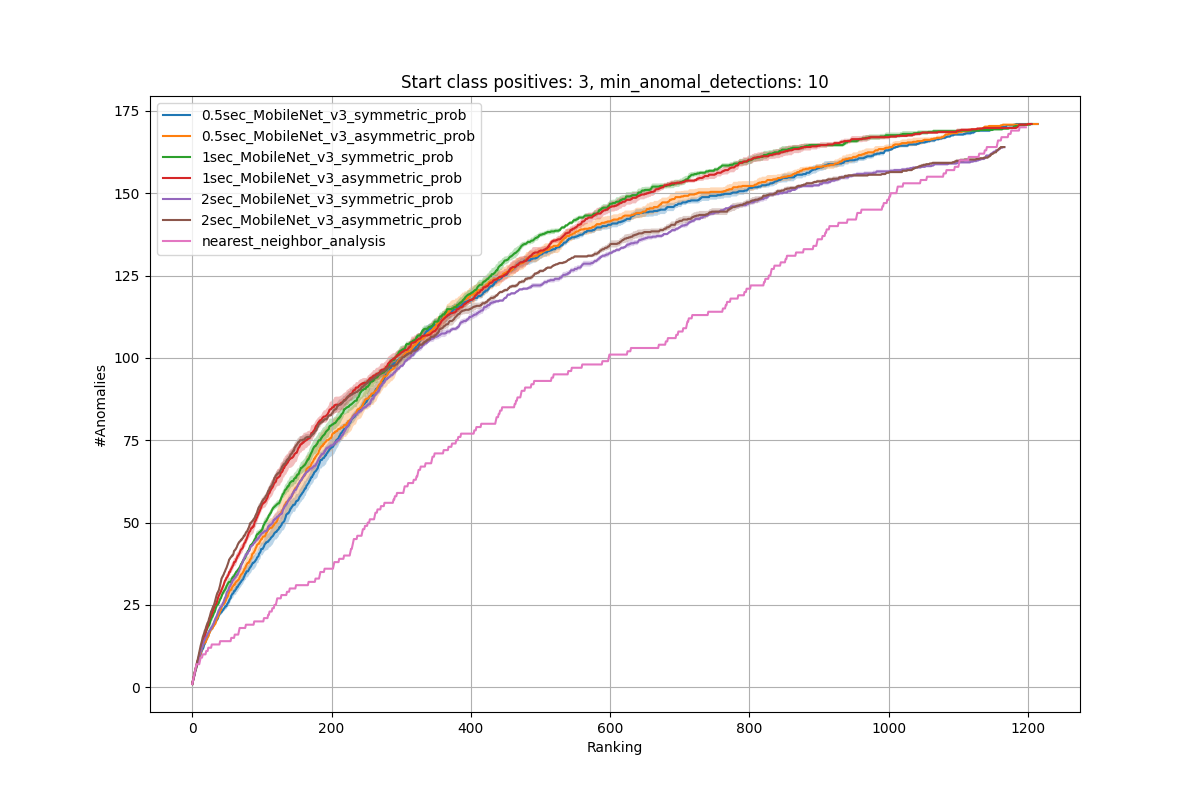 Start class positives: 3, min_anomal_detections: 10
0.5sec_MobileNet_v3_symmetric_prob
0.5sec_MobileNet_v3_asymmetric_prob
1sec_MobileNet_v3_symmetric_prob
1sec_MobileNet_v3_asymmetric_prob
2sec_MobileNet_v3_symmetric_prob
2sec_MobileNet_v3_asymmetric_prob
nearest_neighbor_analysis
175
150
125
100
75
50
25
0
#Anomalies
0 200 400 600 800 1000 1200
Ranking